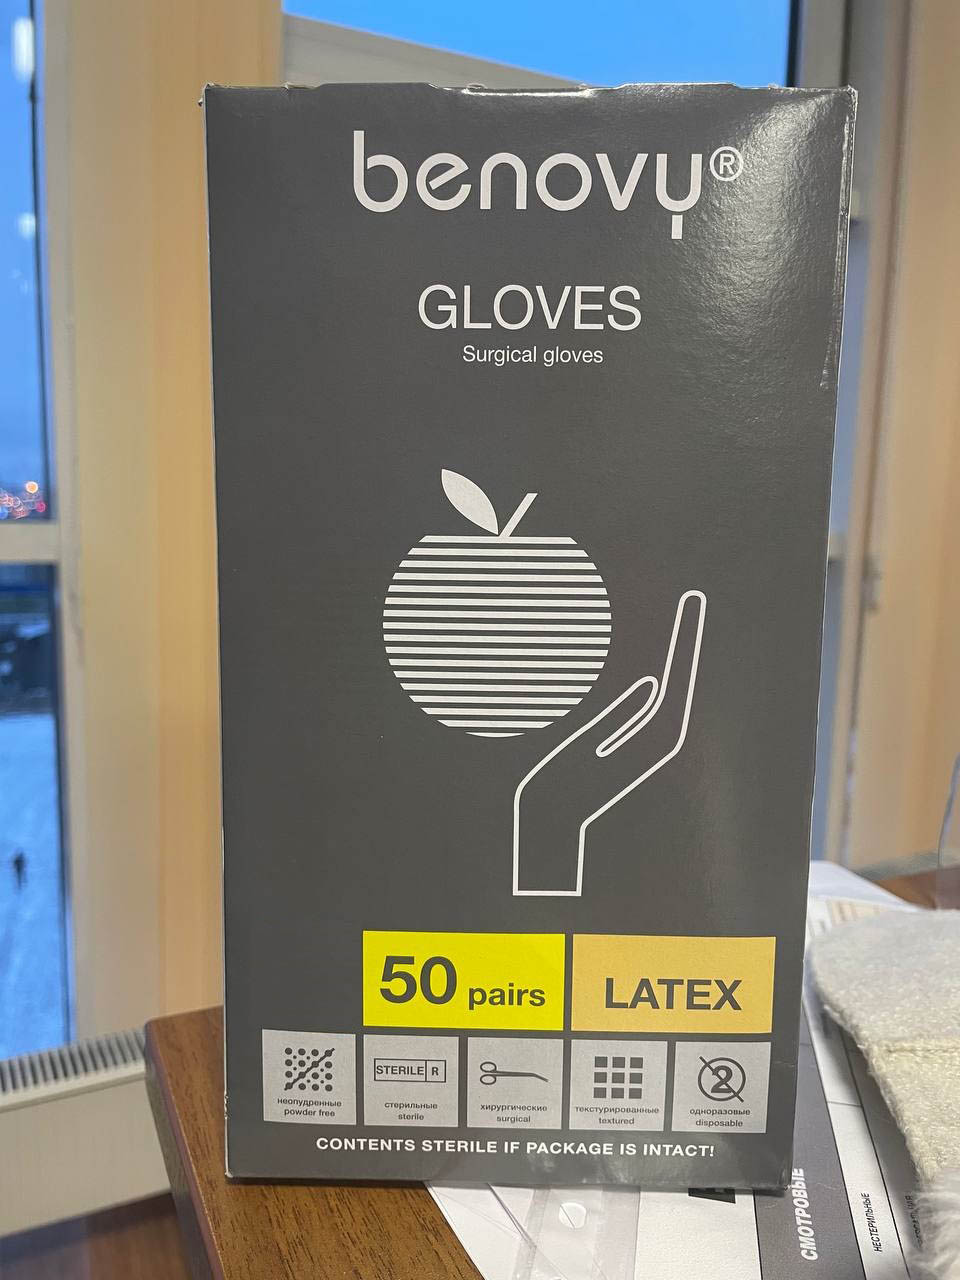 benovy®
GLOVES
Surgical gloves
50 pairs
LATEX
неопудренные
powder free
STERILE R
стерильные
sterile
хирургические
surgical
текстурированные
textured
2
одноразовые
disposable
CONTENTS STERILE IF PACKAGE IS INTACT!
СМОТРОВЫЕ
НЕСТЕРИЛЬНЫЕ